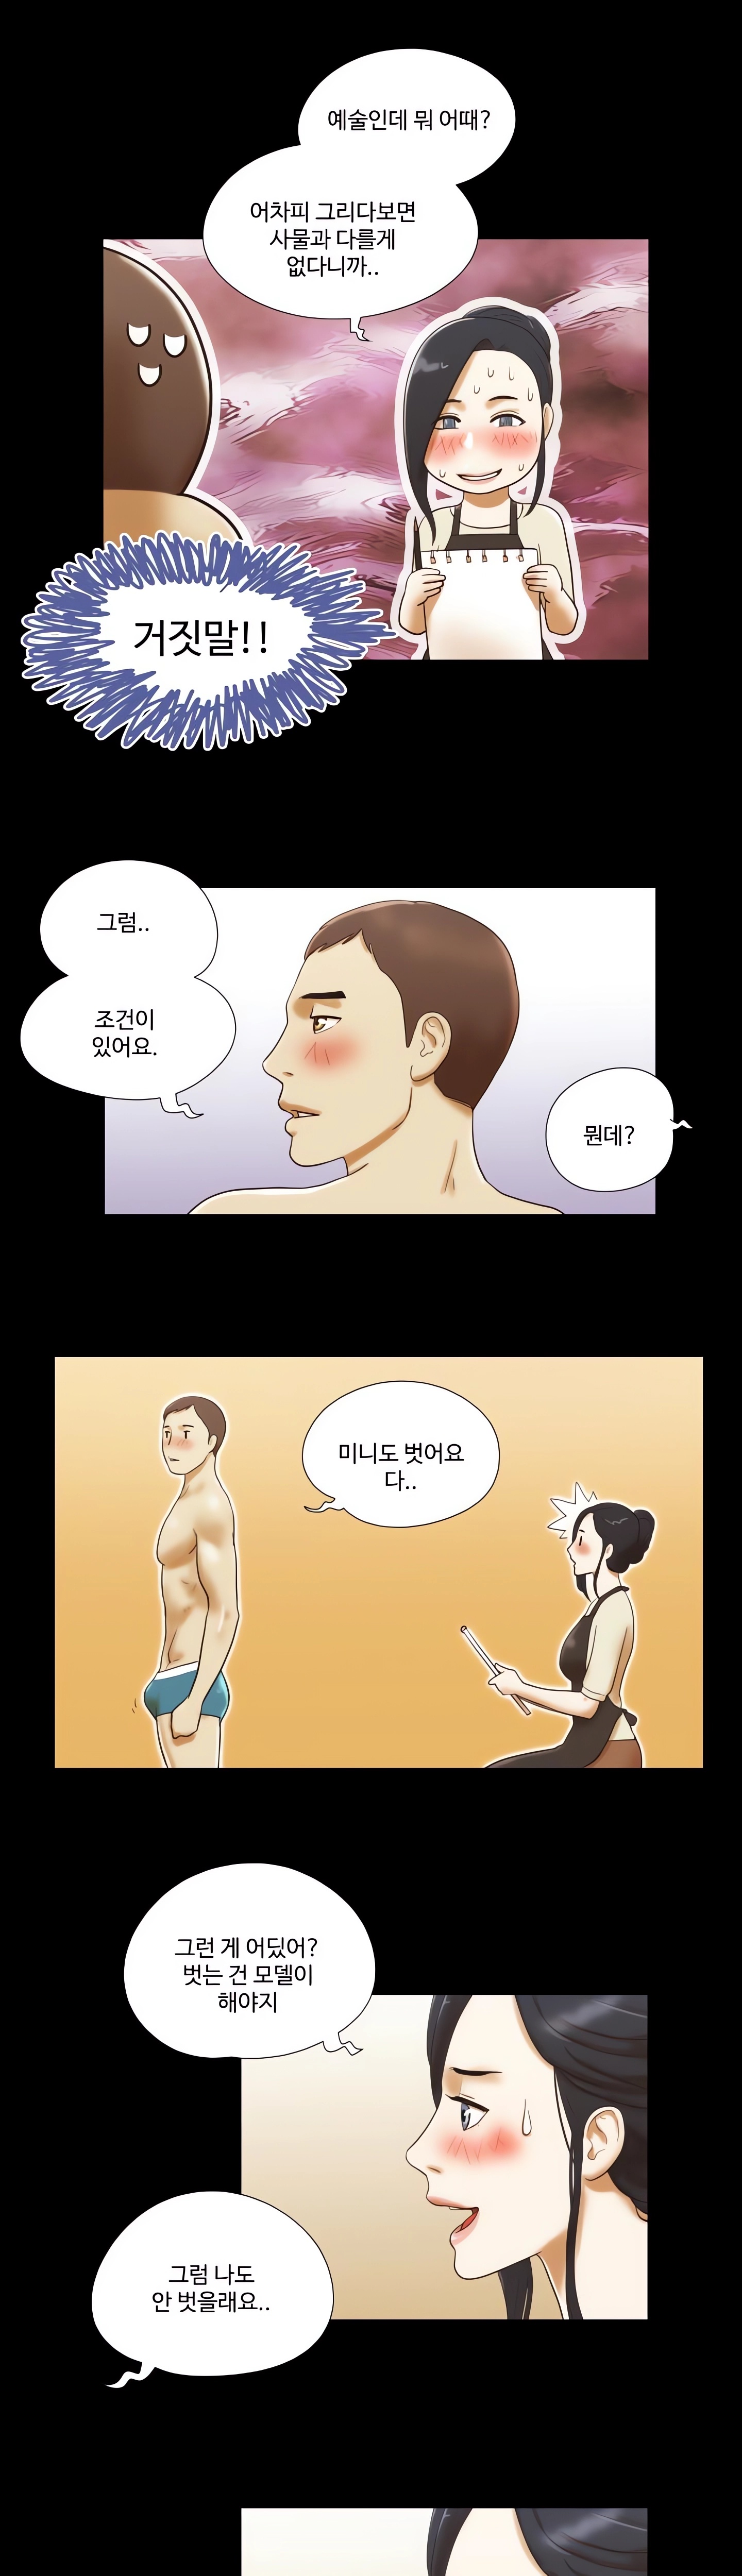 예술인데 뭐 어때?
어차피 그리다보면
사물과 다를게
없다니까..
거짓말!!
그럼..
조건이
있어요.
뭔데?
미니도 벗어요
다..
그런 게 어딨어?
벗는 건 모델이
해야지
그럼 나도
안 벗을래요..